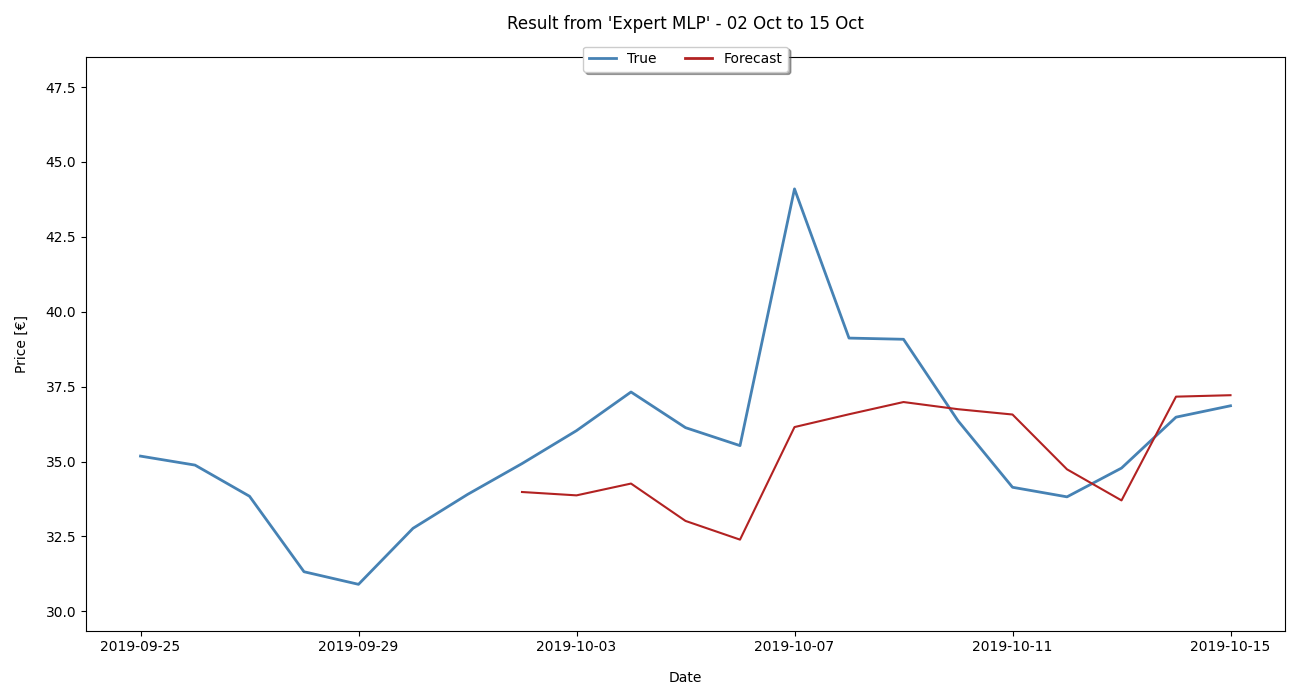 Result from 'Expert MLP' - 02 Oct to 15 Oct
True Forecast
47.5
45.0
42.5
40.0
37.5
35.0
32.5
30.0
Price [€]
2019-09-25 2019-09-29 2019-10-03 2019-10-07 2019-10-11 2019-10-15
Date